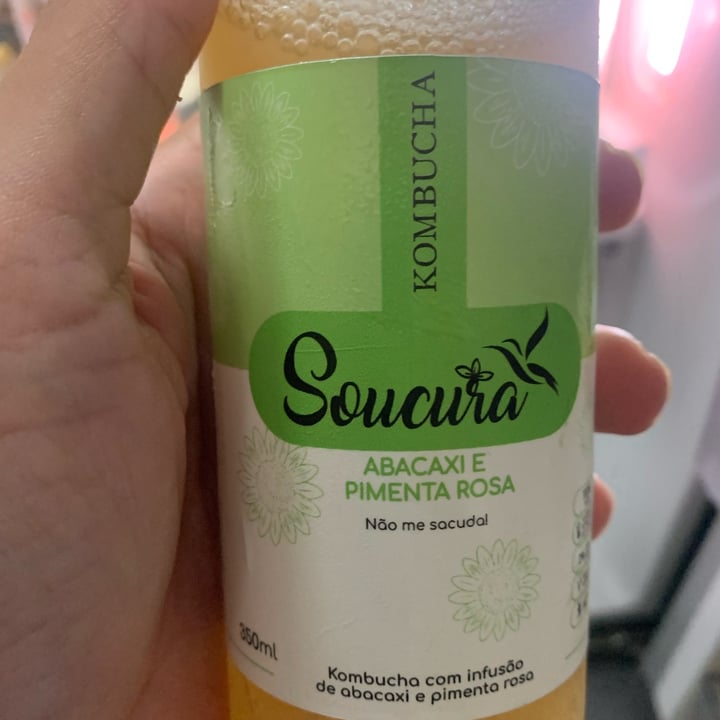 KOMBUCHA
Soucura
ABACAXI E
PIMENTA ROSA
Não me sacuda!
350ml
Kombucha com infusão
de abacaxi e pimenta rosa